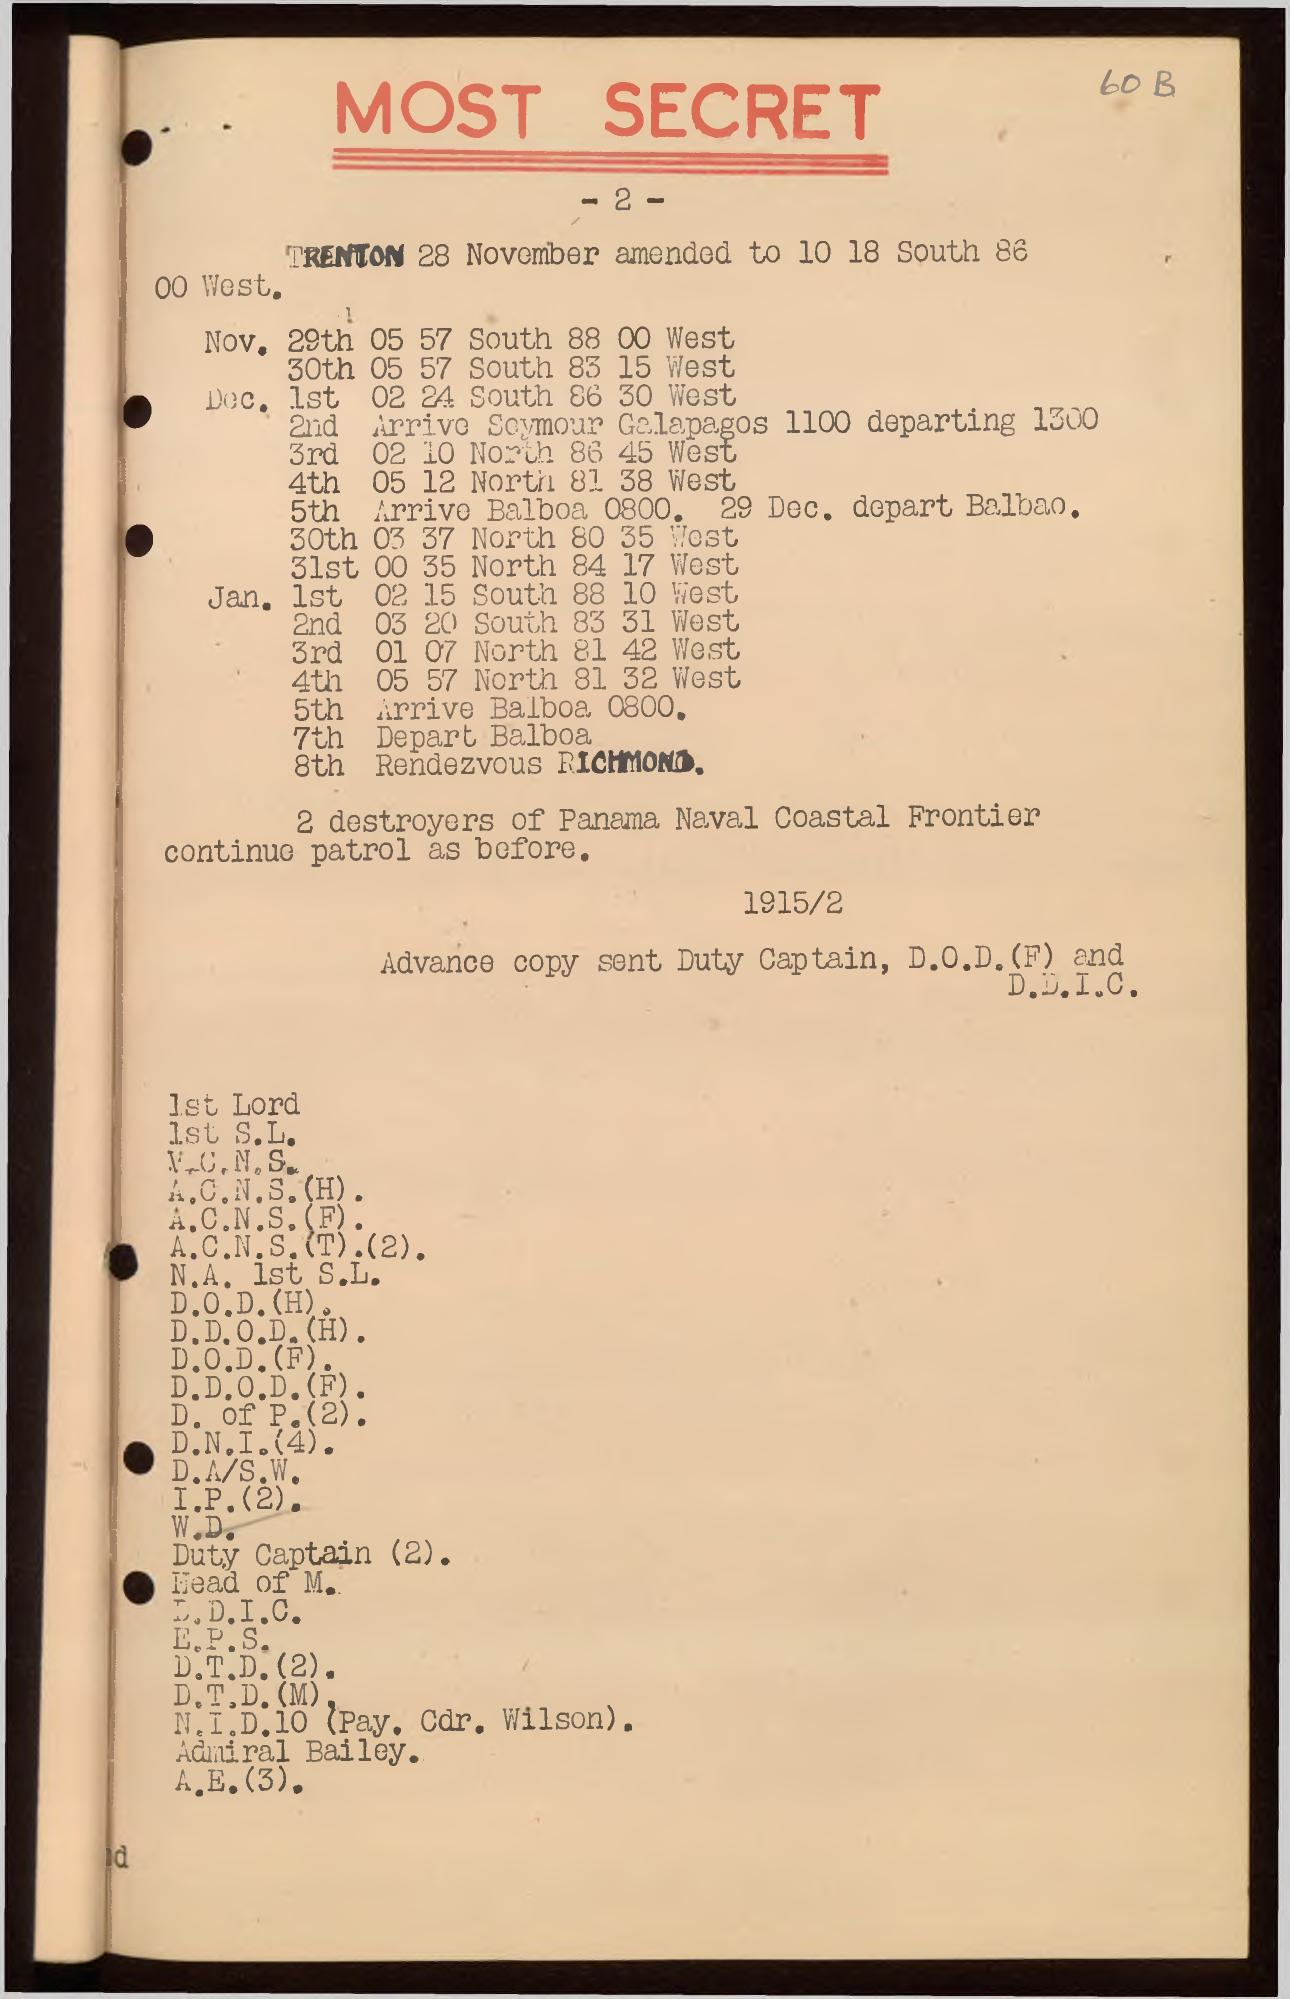 60 B
MOST SECRET
- 2 -
TRENTON 28 November amended to 10 18 South 86
00 West.
Nov. 29th 05 57 South 88 00 West
30th 05 57 South 83 15 West
Dec. 1st 02 24 South 86 30 West
2nd Arrive Seymour Galapagos 1100 departing 1300
3rd 02 10 North 86 45 West
4th 05 12 North 81 38 West
5th Arrive Balboa 0800. 29 Dec. depart Balbao.
30th 03 37 North 80 35 West
31st 00 35 North 84 17 West
Jan. 1st 02 15 South 88 10 West
2nd 03 20 South 83 31 West
3rd 01 07 North 81 42 West
4th 05 57 North 81 32 West
5th Arrive Balboa 0800.
7th Depart Balboa
8th Rendezvous RICHMOND.
2 destroyers of Panama Naval Coastal Frontier
continue patrol as before.
1915/2
Advance copy sent Duty Captain, D.O.D.(F) and
D.D.I.C.
1st Lord
1st S.L.
V.C.N.S.
A.C.N.S.(H).
A.C.N.S.(F).
A.C.N.S.(T).(2).
N.A. 1st S.L.
D.O.D.(H).
D.D.O.D.(H).
D.O.D.(F).
D.D.O.D.(F).
D. of P.(2).
D.N.I.(4).
D.A/S.W.
I.P.(2).
W.D.
Duty Captain (2).
Head of M.
D.D.I.C.
E.P.S.
D.T.D.(2).
D.T.D.(M).
N.I.D.10 (Pay. Cdr. Wilson).
Admiral Bailey.
A.E.(3).